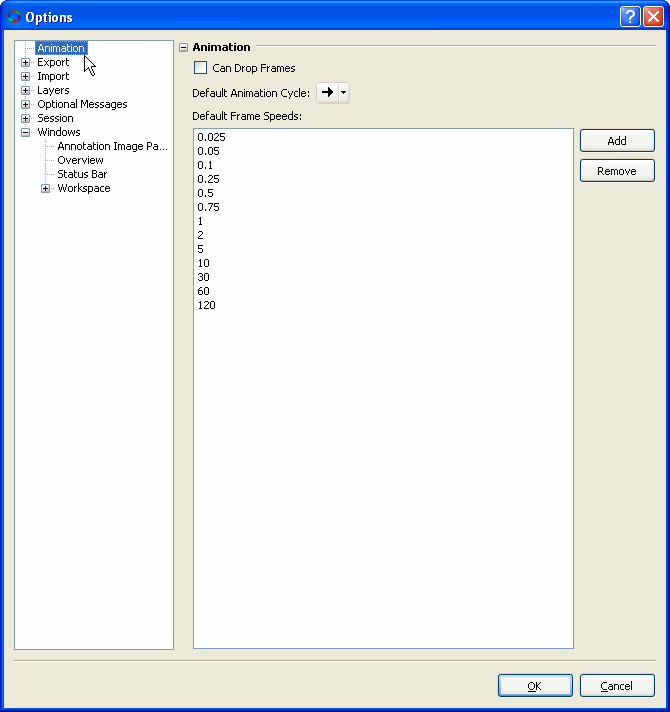 Options
Animation
Export
Import
Layers
Optional Messages
Session
Windows
Annotation Image Pa...
Overview
Status Bar
Workspace
Animation
Can Drop Frames
Default Animation Cycle:
Default Frame Speeds:
0.025
0.05
0.1
0.25
0.5
0.75
1
2
5
10
30
60
120
Add
Remove
OK
Cancel